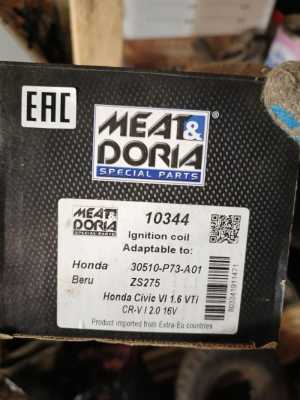 EAC
MEAT & DORIA
SPECIAL PARTS
MEAT & DORIA
10344
Ignition coil
Adaptable to:
Honda 30510-P73-A01
Beru ZS275
Honda Civie VI 1.6 VTi
CR-V I 2.0 16V
Product imported from Extra-Eu countries